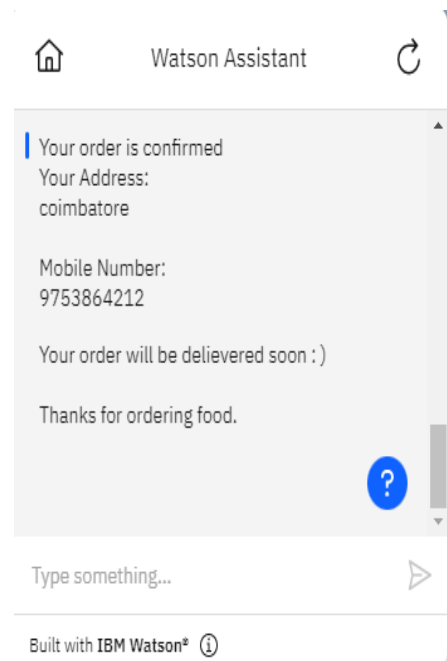 Watson Assistant
Your order is confirmed
Your Address:
coimbatore
Mobile Number:
9753864212
Your order will be delievered soon : )
Thanks for ordering food.
?
Type something...
Built with IBM Watson®